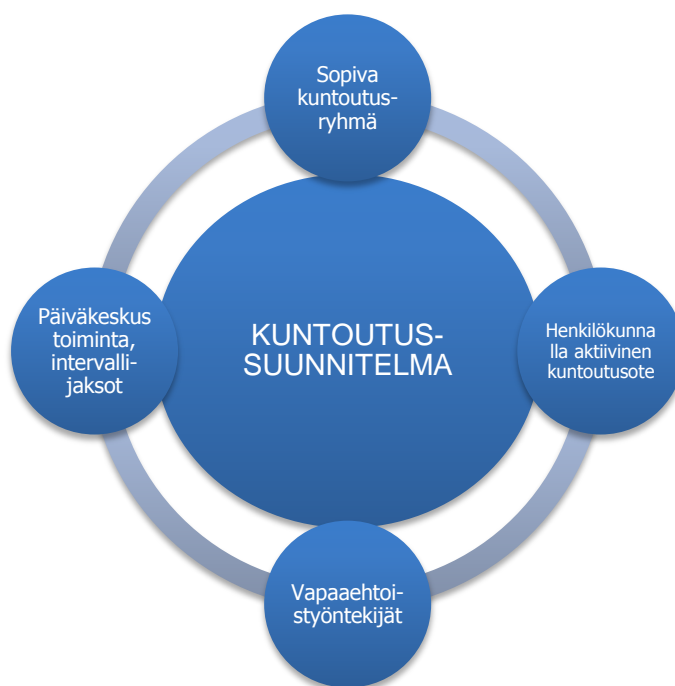 Sopiva
kuntoutus-
ryhmä
Päiväkeskus
toiminta,
intervalli-
jaksot
KUNTOUTUS-
SUUNNITELMA
Henkilökunna
lla aktiivinen
kuntoutusote
Vapaaehtoi-
styöntekijät